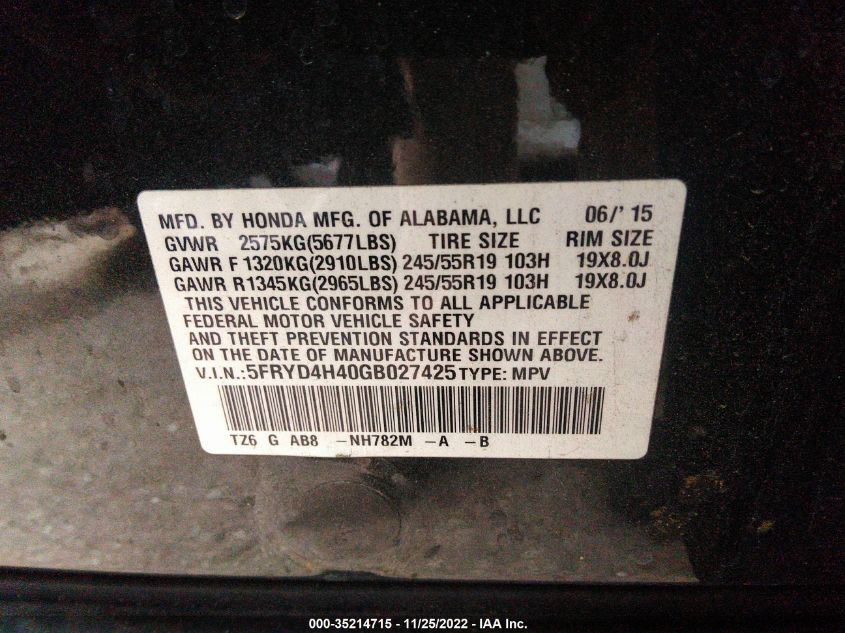 MFD. BY HONDA MFG. OF ALABAMA, LLC 06/' 15
GVWR 2575KG(5677LBS) TIRE SIZE RIM SIZE
GAWR F 1320KG(2910LBS) 245/55R19 103H 19X8.0J
GAWR R1345KG(2965LBS) 245/55R19 103H 19X8.0J
THIS VEHICLE CONFORMS TO ALL APPLICABLE
FEDERAL MOTOR VEHICLE SAFETY
AND THEFT PREVENTION STANDARDS IN EFFECT
ON THE DATE OF MANUFACTURE SHOWN ABOVE.
V.I.N.:5FRYD4H40GB027425 TYPE: MPV
TZ6 G AB8 -NH782M -A -B
000-35214715 - 11/25/2022 - IAA Inc.